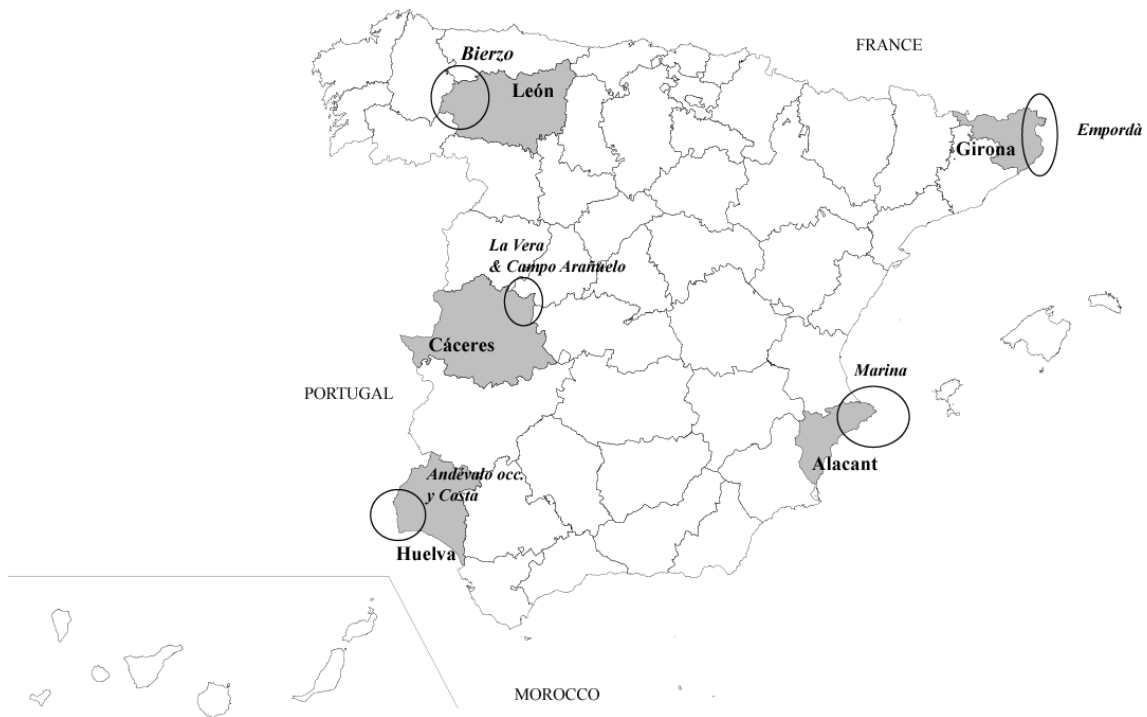 FRANCE
Bierzo
León
Empordà
Girona
La Vera
& Campo Arañuelo
Cáceres
Marina
PORTUGAL
Alacant
Andévalo occ.
y Costa
Huelva
MOROCCO